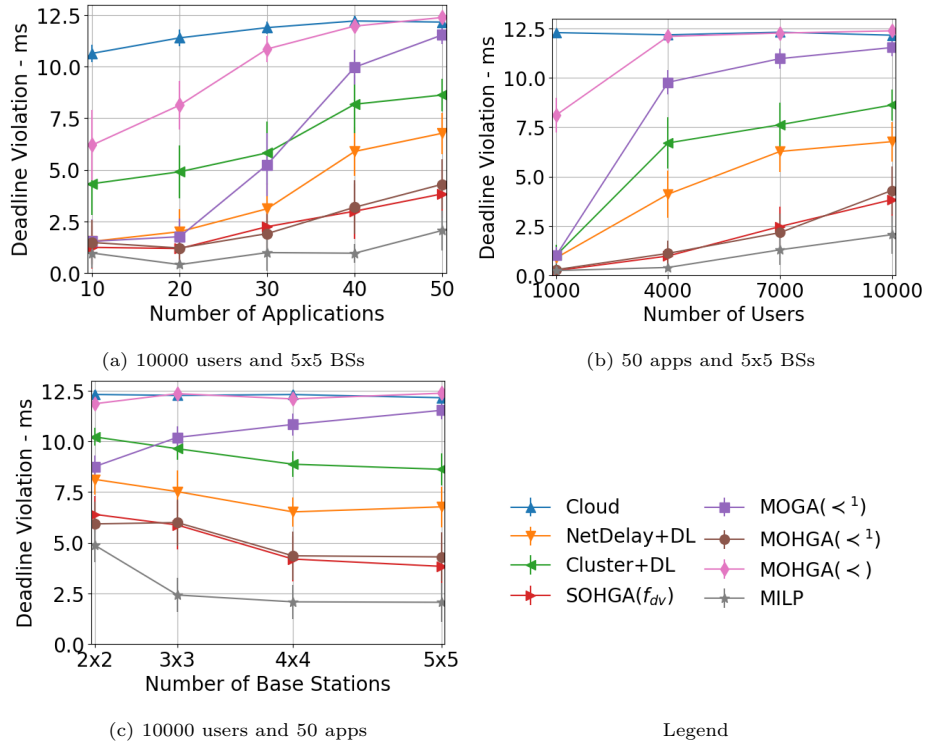 Deadline Violation - ms
12.5
10.0
7.5
5.0
2.5
0.0
10 20 30 40 50
Number of Applications
(a) 10000 users and 5x5 BSs
Deadline Violation - ms
12.5
10.0
7.5
5.0
2.5
0.0
1000 4000 7000 10000
Number of Users
(b) 50 apps and 5x5 BSs
Deadline Violation - ms
12.5
10.0
7.5
5.0
2.5
0.0
2x2 3x3 4x4 5x5
Number of Base Stations
(c) 10000 users and 50 apps
Cloud
NetDelay+DL
Cluster+DL
SOHGA(f_dv)
MOGA(≺¹)
MOHGA(≺¹)
MOHGA(≺)
MILP
Legend